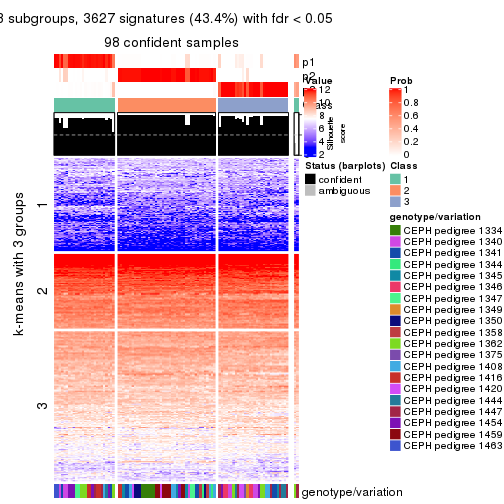 3 subgroups, 3627 signatures (43.4%) with fdr < 0.05
98 confident samples
p1
p2
Value
12
10
8
6
4
2
Silhouette
score
Prob
1
0.8
0.6
0.4
0.2
0
Status (barplots)
confident
ambiguous
Class
1
2
3
genotype/variation
CEPH pedigree 1334
CEPH pedigree 1340
CEPH pedigree 1341
CEPH pedigree 1344
CEPH pedigree 1345
CEPH pedigree 1346
CEPH pedigree 1347
CEPH pedigree 1349
CEPH pedigree 1350
CEPH pedigree 1358
CEPH pedigree 1362
CEPH pedigree 1375
CEPH pedigree 1408
CEPH pedigree 1416
CEPH pedigree 1420
CEPH pedigree 1444
CEPH pedigree 1447
CEPH pedigree 1454
CEPH pedigree 1459
CEPH pedigree 1463
k-means with 3 groups
1
2
3
genotype/variation